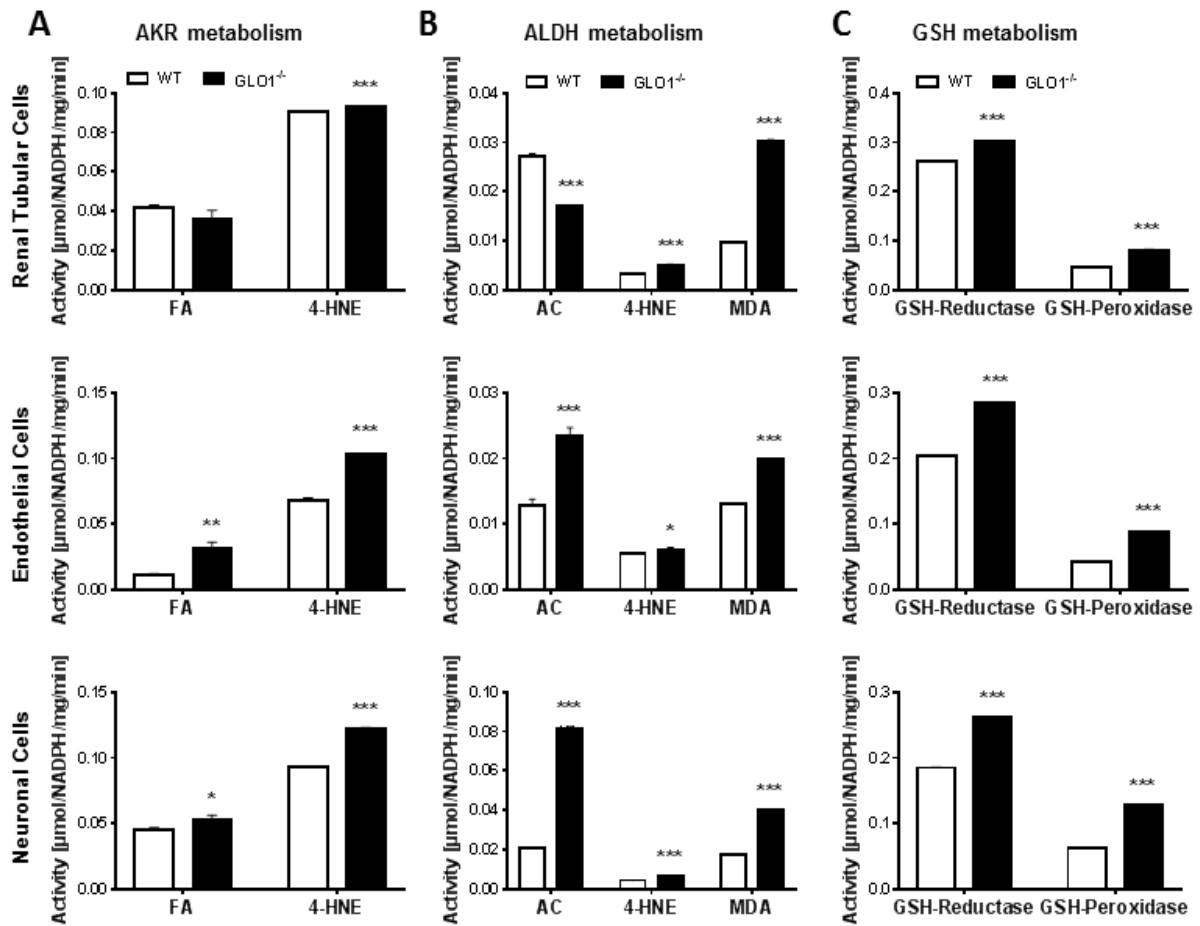 A
AKR metabolism
B
ALDH metabolism
C
GSH metabolism
Renal Tubular Cells
Activity [µmol/NADPH/mg/min]
WT GLO1-/-
0.10
0.08
0.06
0.04
0.02
0.00
***
FA 4-HNE
Activity [µmol/NADPH/mg/min]
WT GLO1-/-
0.04
0.03
0.02
0.01
0.00
*** *** ***
AC 4-HNE MDA
Activity [µmol/NADPH/mg/min]
WT GLO1-/-
0.4
0.3
0.2
0.1
0.0
*** ***
GSH-Reductase GSH-Peroxidase
Endothelial Cells
Activity [µmol/NADPH/mg/min]
0.15
0.10
0.05
0.00
** ***
FA 4-HNE
Activity [µmol/NADPH/mg/min]
0.03
0.02
0.01
0.00
*** * ***
AC 4-HNE MDA
Activity [µmol/NADPH/mg/min]
0.3
0.2
0.1
0.0
*** ***
GSH-Reductase GSH-Peroxidase
Neuronal Cells
Activity [µmol/NADPH/mg/min]
0.15
0.10
0.05
0.00
* ***
FA 4-HNE
Activity [µmol/NADPH/mg/min]
0.10
0.08
0.06
0.04
0.02
0.00
*** *** ***
AC 4-HNE MDA
Activity [µmol/NADPH/mg/min]
0.3
0.2
0.1
0.0
*** ***
GSH-Reductase GSH-Peroxidase